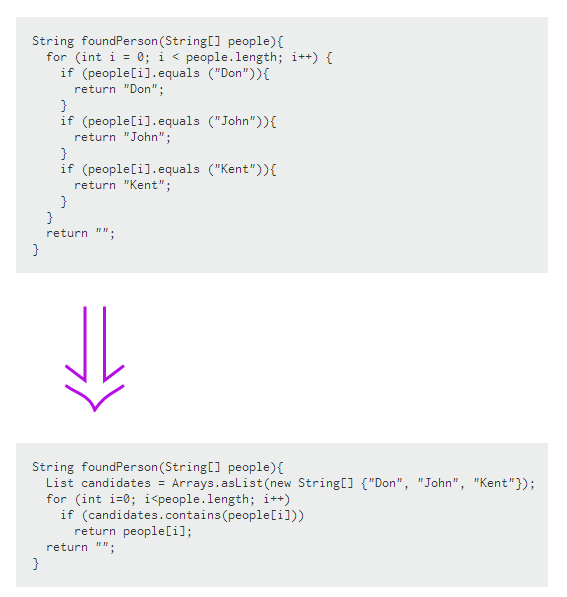 String foundPerson(String[] people){
  for (int i = 0; i < people.length; i++) {
    if (people[i].equals ("Don")){
      return "Don";
    }
    if (people[i].equals ("John")){
      return "John";
    }
    if (people[i].equals ("Kent")){
      return "Kent";
    }
  }
  return "";
}
String foundPerson(String[] people){
  List candidates = Arrays.asList(new String[] {"Don", "John", "Kent"});
  for (int i=0; i<people.length; i++)
    if (candidates.contains(people[i]))
      return people[i];
  return "";
}